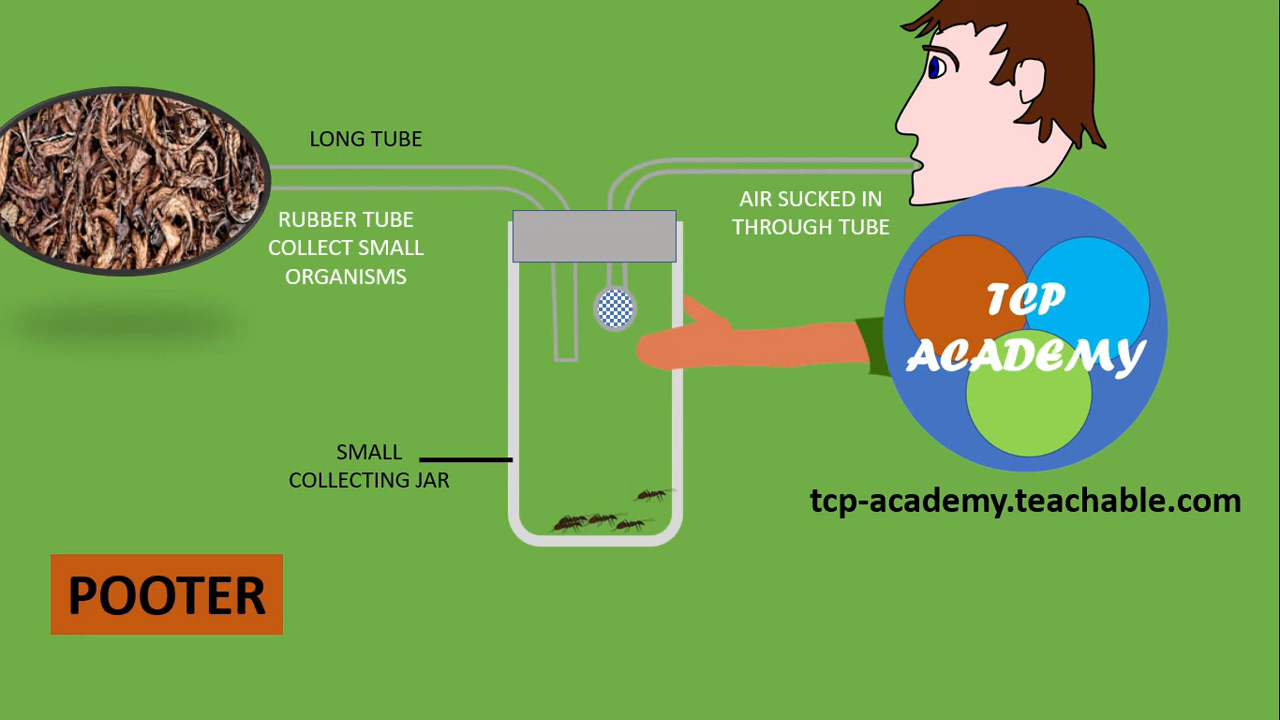 LONG TUBE
RUBBER TUBE
COLLECT SMALL
ORGANISMS
AIR SUCKED IN
THROUGH TUBE
TCP
ACADEMY
SMALL
COLLECTING JAR
tcp-academy.teachable.com
POOTER